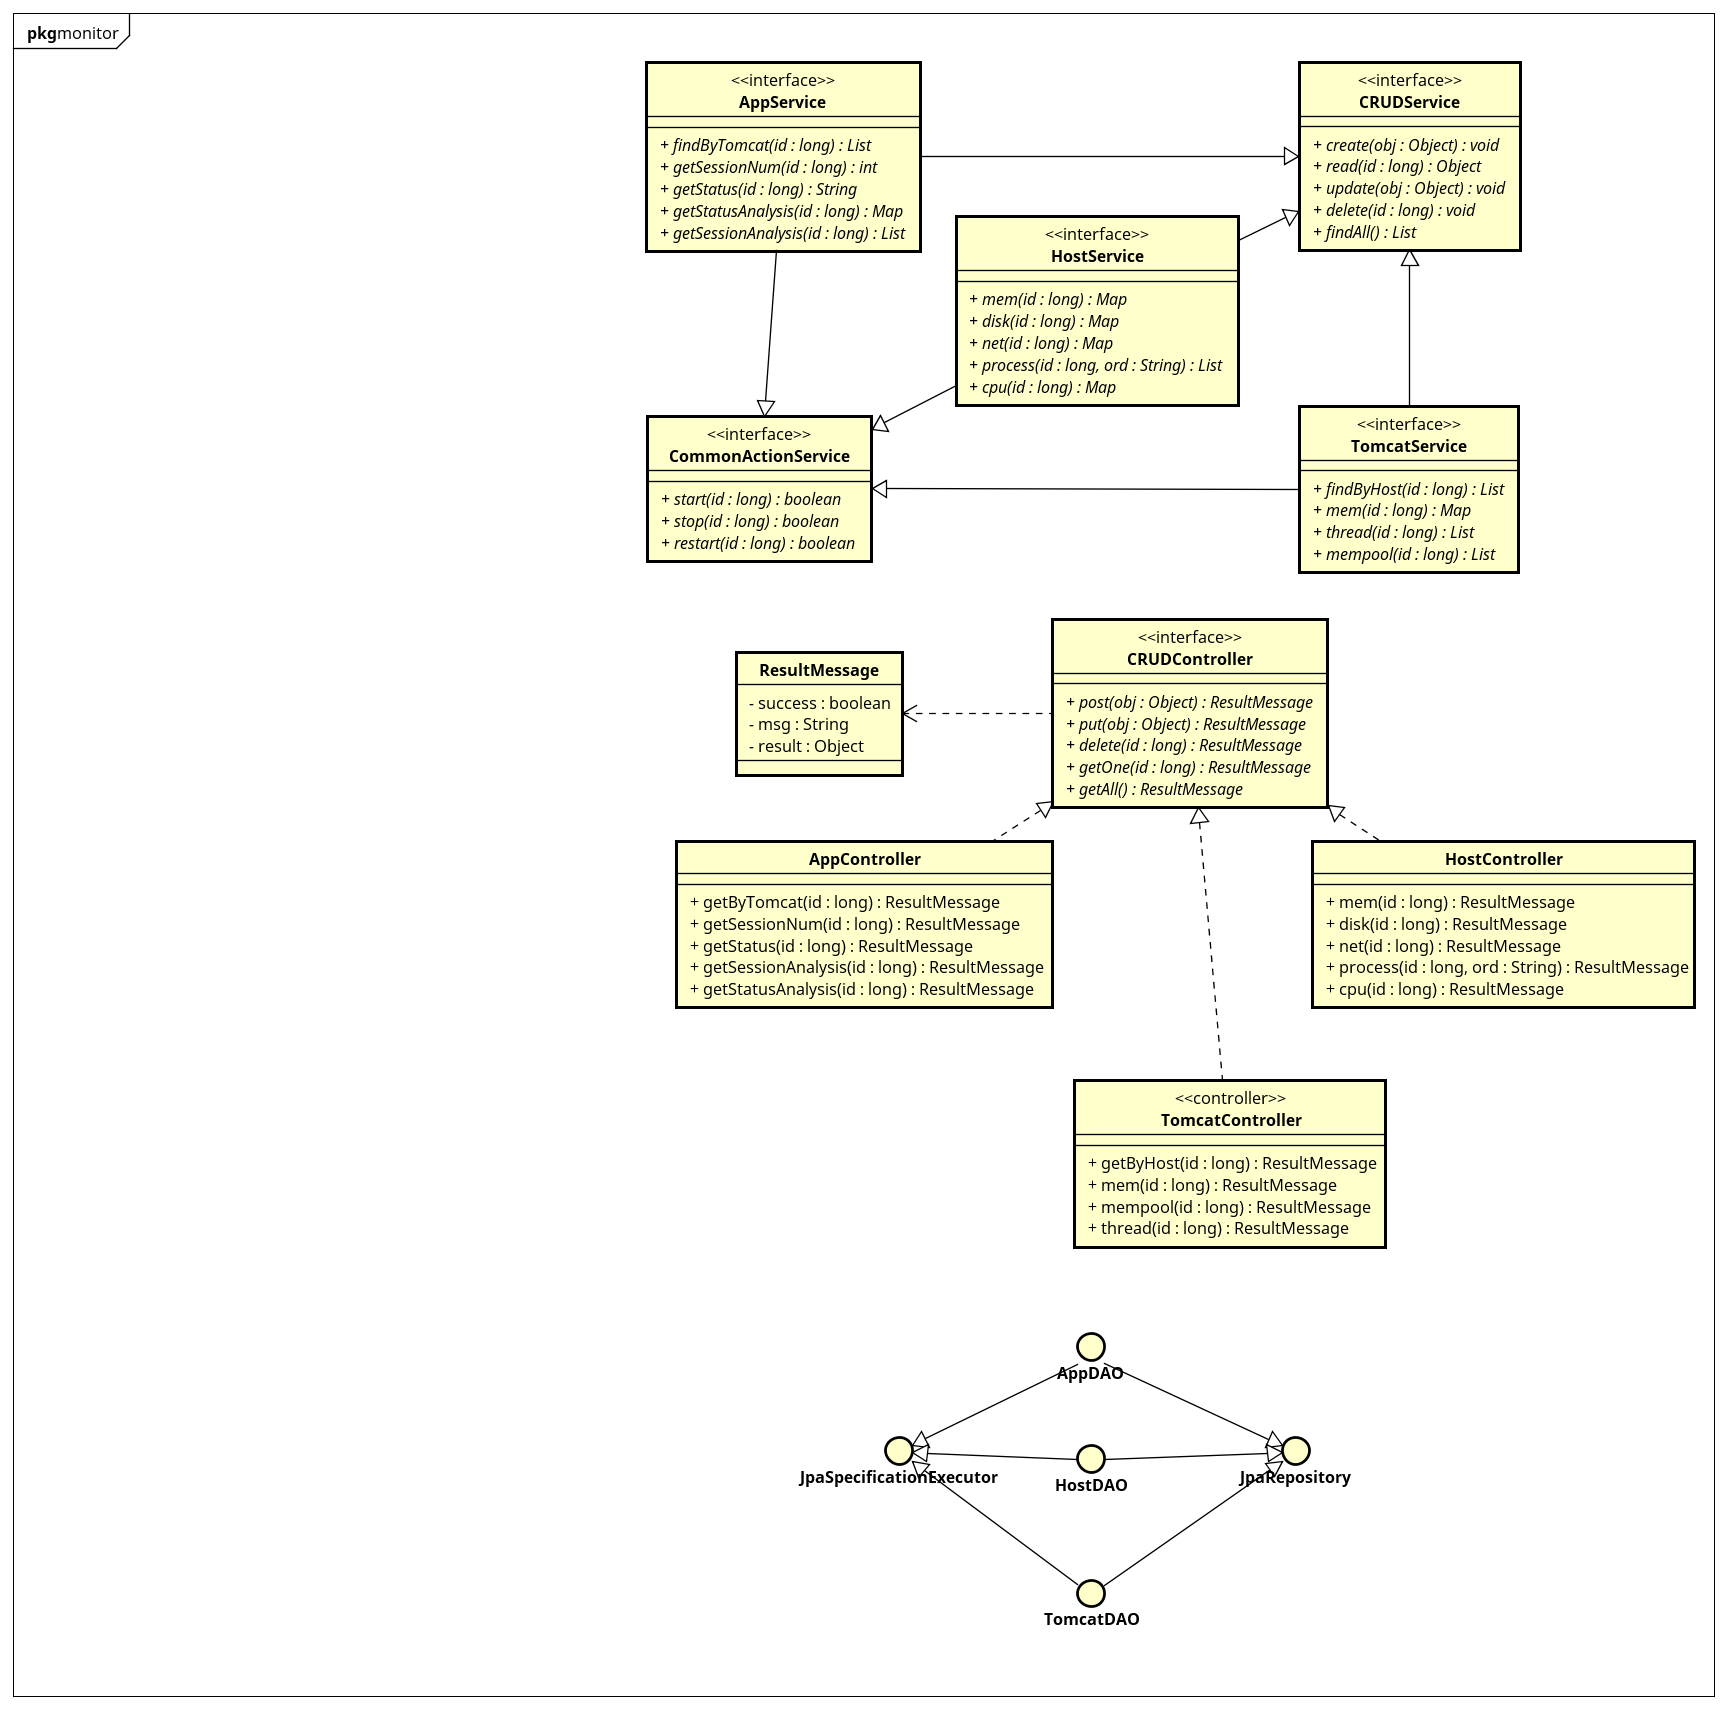 pkgmonitor
<<interface>>
AppService
+ findByTomcat(id : long) : List
+ getSessionNum(id : long) : int
+ getStatus(id : long) : String
+ getStatusAnalysis(id : long) : Map
+ getSessionAnalysis(id : long) : List
<<interface>>
CRUDService
+ create(obj : Object) : void
+ read(id : long) : Object
+ update(obj : Object) : void
+ delete(id : long) : void
+ findAll() : List
<<interface>>
HostService
+ mem(id : long) : Map
+ disk(id : long) : Map
+ net(id : long) : Map
+ process(id : long, ord : String) : List
+ cpu(id : long) : Map
<<interface>>
CommonActionService
+ start(id : long) : boolean
+ stop(id : long) : boolean
+ restart(id : long) : boolean
<<interface>>
TomcatService
+ findByHost(id : long) : List
+ mem(id : long) : Map
+ thread(id : long) : List
+ mempool(id : long) : List
ResultMessage
- success : boolean
- msg : String
- result : Object
<<interface>>
CRUDController
+ post(obj : Object) : ResultMessage
+ put(obj : Object) : ResultMessage
+ delete(id : long) : ResultMessage
+ getOne(id : long) : ResultMessage
+ getAll() : ResultMessage
AppController
+ getByTomcat(id : long) : ResultMessage
+ getSessionNum(id : long) : ResultMessage
+ getStatus(id : long) : ResultMessage
+ getSessionAnalysis(id : long) : ResultMessage
+ getStatusAnalysis(id : long) : ResultMessage
HostController
+ mem(id : long) : ResultMessage
+ disk(id : long) : ResultMessage
+ net(id : long) : ResultMessage
+ process(id : long, ord : String) : ResultMessage
+ cpu(id : long) : ResultMessage
<<controller>>
TomcatController
+ getByHost(id : long) : ResultMessage
+ mem(id : long) : ResultMessage
+ mempool(id : long) : ResultMessage
+ thread(id : long) : ResultMessage
AppDAO
JpaSpecificationExecutor
HostDAO
JpaRepository
TomcatDAO